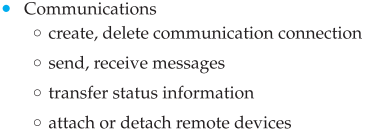 • Communications
○ create, delete communication connection
○ send, receive messages
○ transfer status information
○ attach or detach remote devices